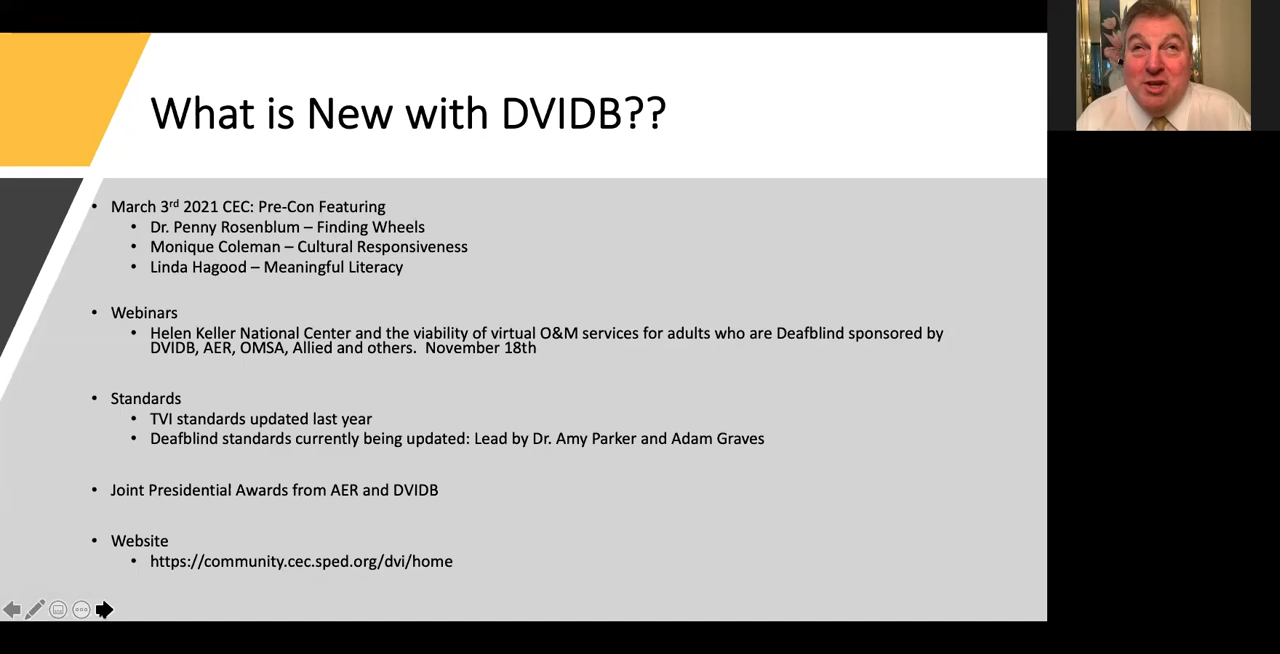 What is New with DVIDB??
• March 3rd 2021 CEC: Pre-Con Featuring
• Dr. Penny Rosenblum – Finding Wheels
• Monique Coleman – Cultural Responsiveness
• Linda Hagood – Meaningful Literacy
• Webinars
• Helen Keller National Center and the viability of virtual O&M services for adults who are Deafblind sponsored by
DVIDB, AER, OMSA, Allied and others.  November 18th
• Standards
• TVI standards updated last year
• Deafblind standards currently being updated: Lead by Dr. Amy Parker and Adam Graves
• Joint Presidential Awards from AER and DVIDB
• Website
• https://community.cec.sped.org/dvi/home